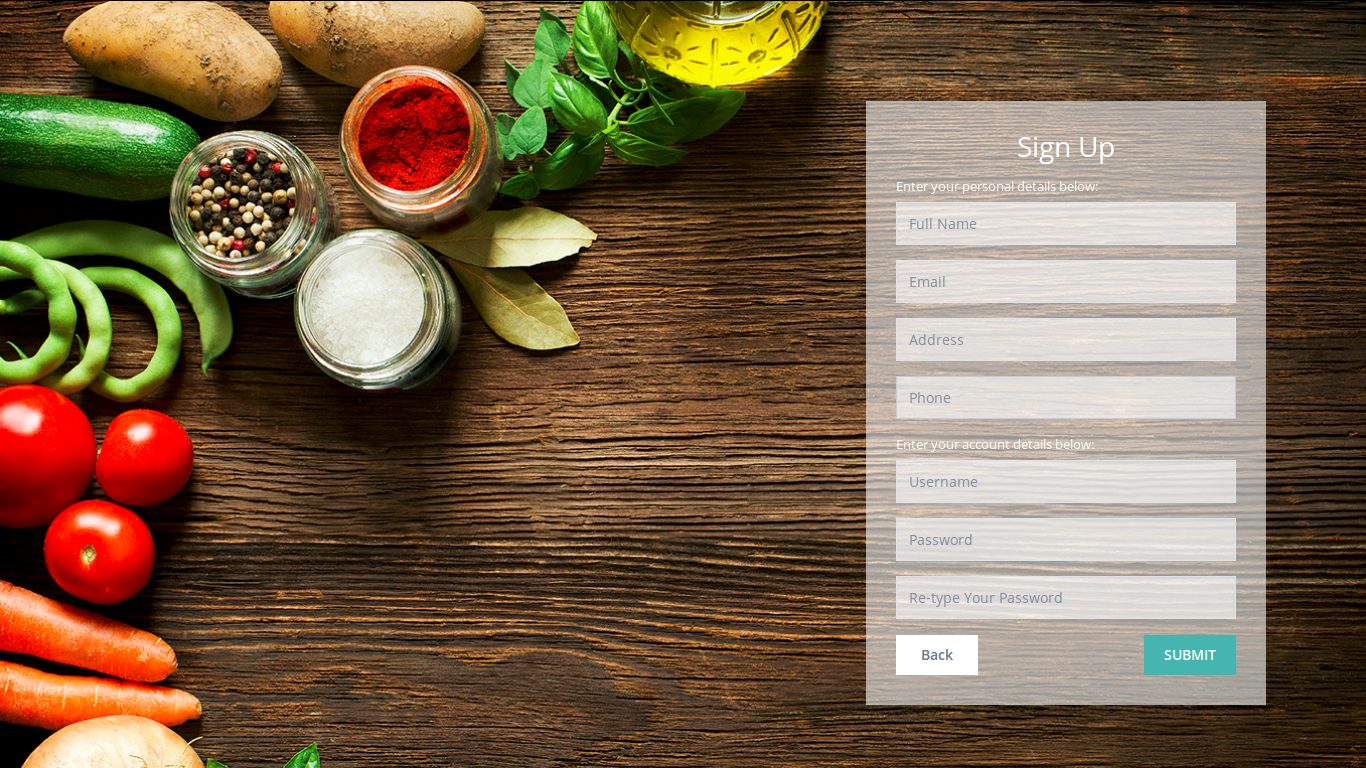 Sign Up
Enter your personal details below:
Full Name
Email
Address
Phone
Enter your account details below:
Username
Password
Re-type Your Password
Back
SUBMIT